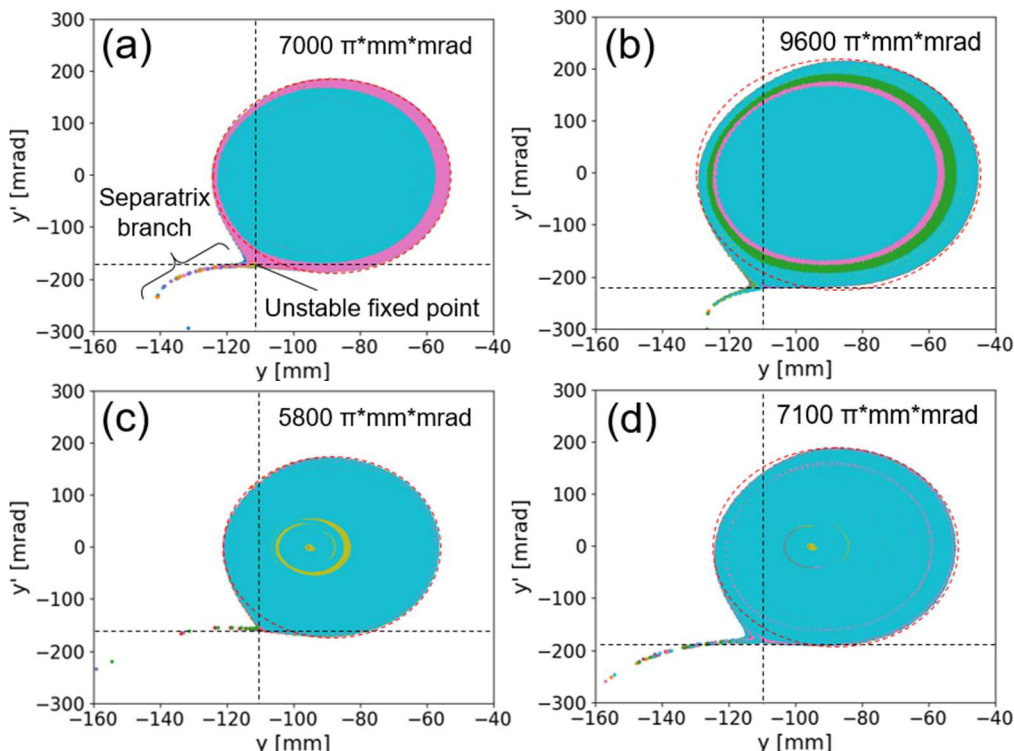 (a) 7000 π*mm*mrad
300
200
100
0
−100
−200
−300
y' [mrad]
Separatrix
branch
Unstable fixed point
−160 −140 −120 −100 −80 −60 −40
y [mm]
(b) 9600 π*mm*mrad
300
200
100
0
−100
−200
−300
y' [mrad]
−160 −140 −120 −100 −80 −60 −40
y [mm]
(c) 5800 π*mm*mrad
300
200
100
0
−100
−200
−300
y' [mrad]
−160 −140 −120 −100 −80 −60 −40
y [mm]
(d) 7100 π*mm*mrad
300
200
100
0
−100
−200
−300
y' [mrad]
−160 −140 −120 −100 −80 −60 −40
y [mm]